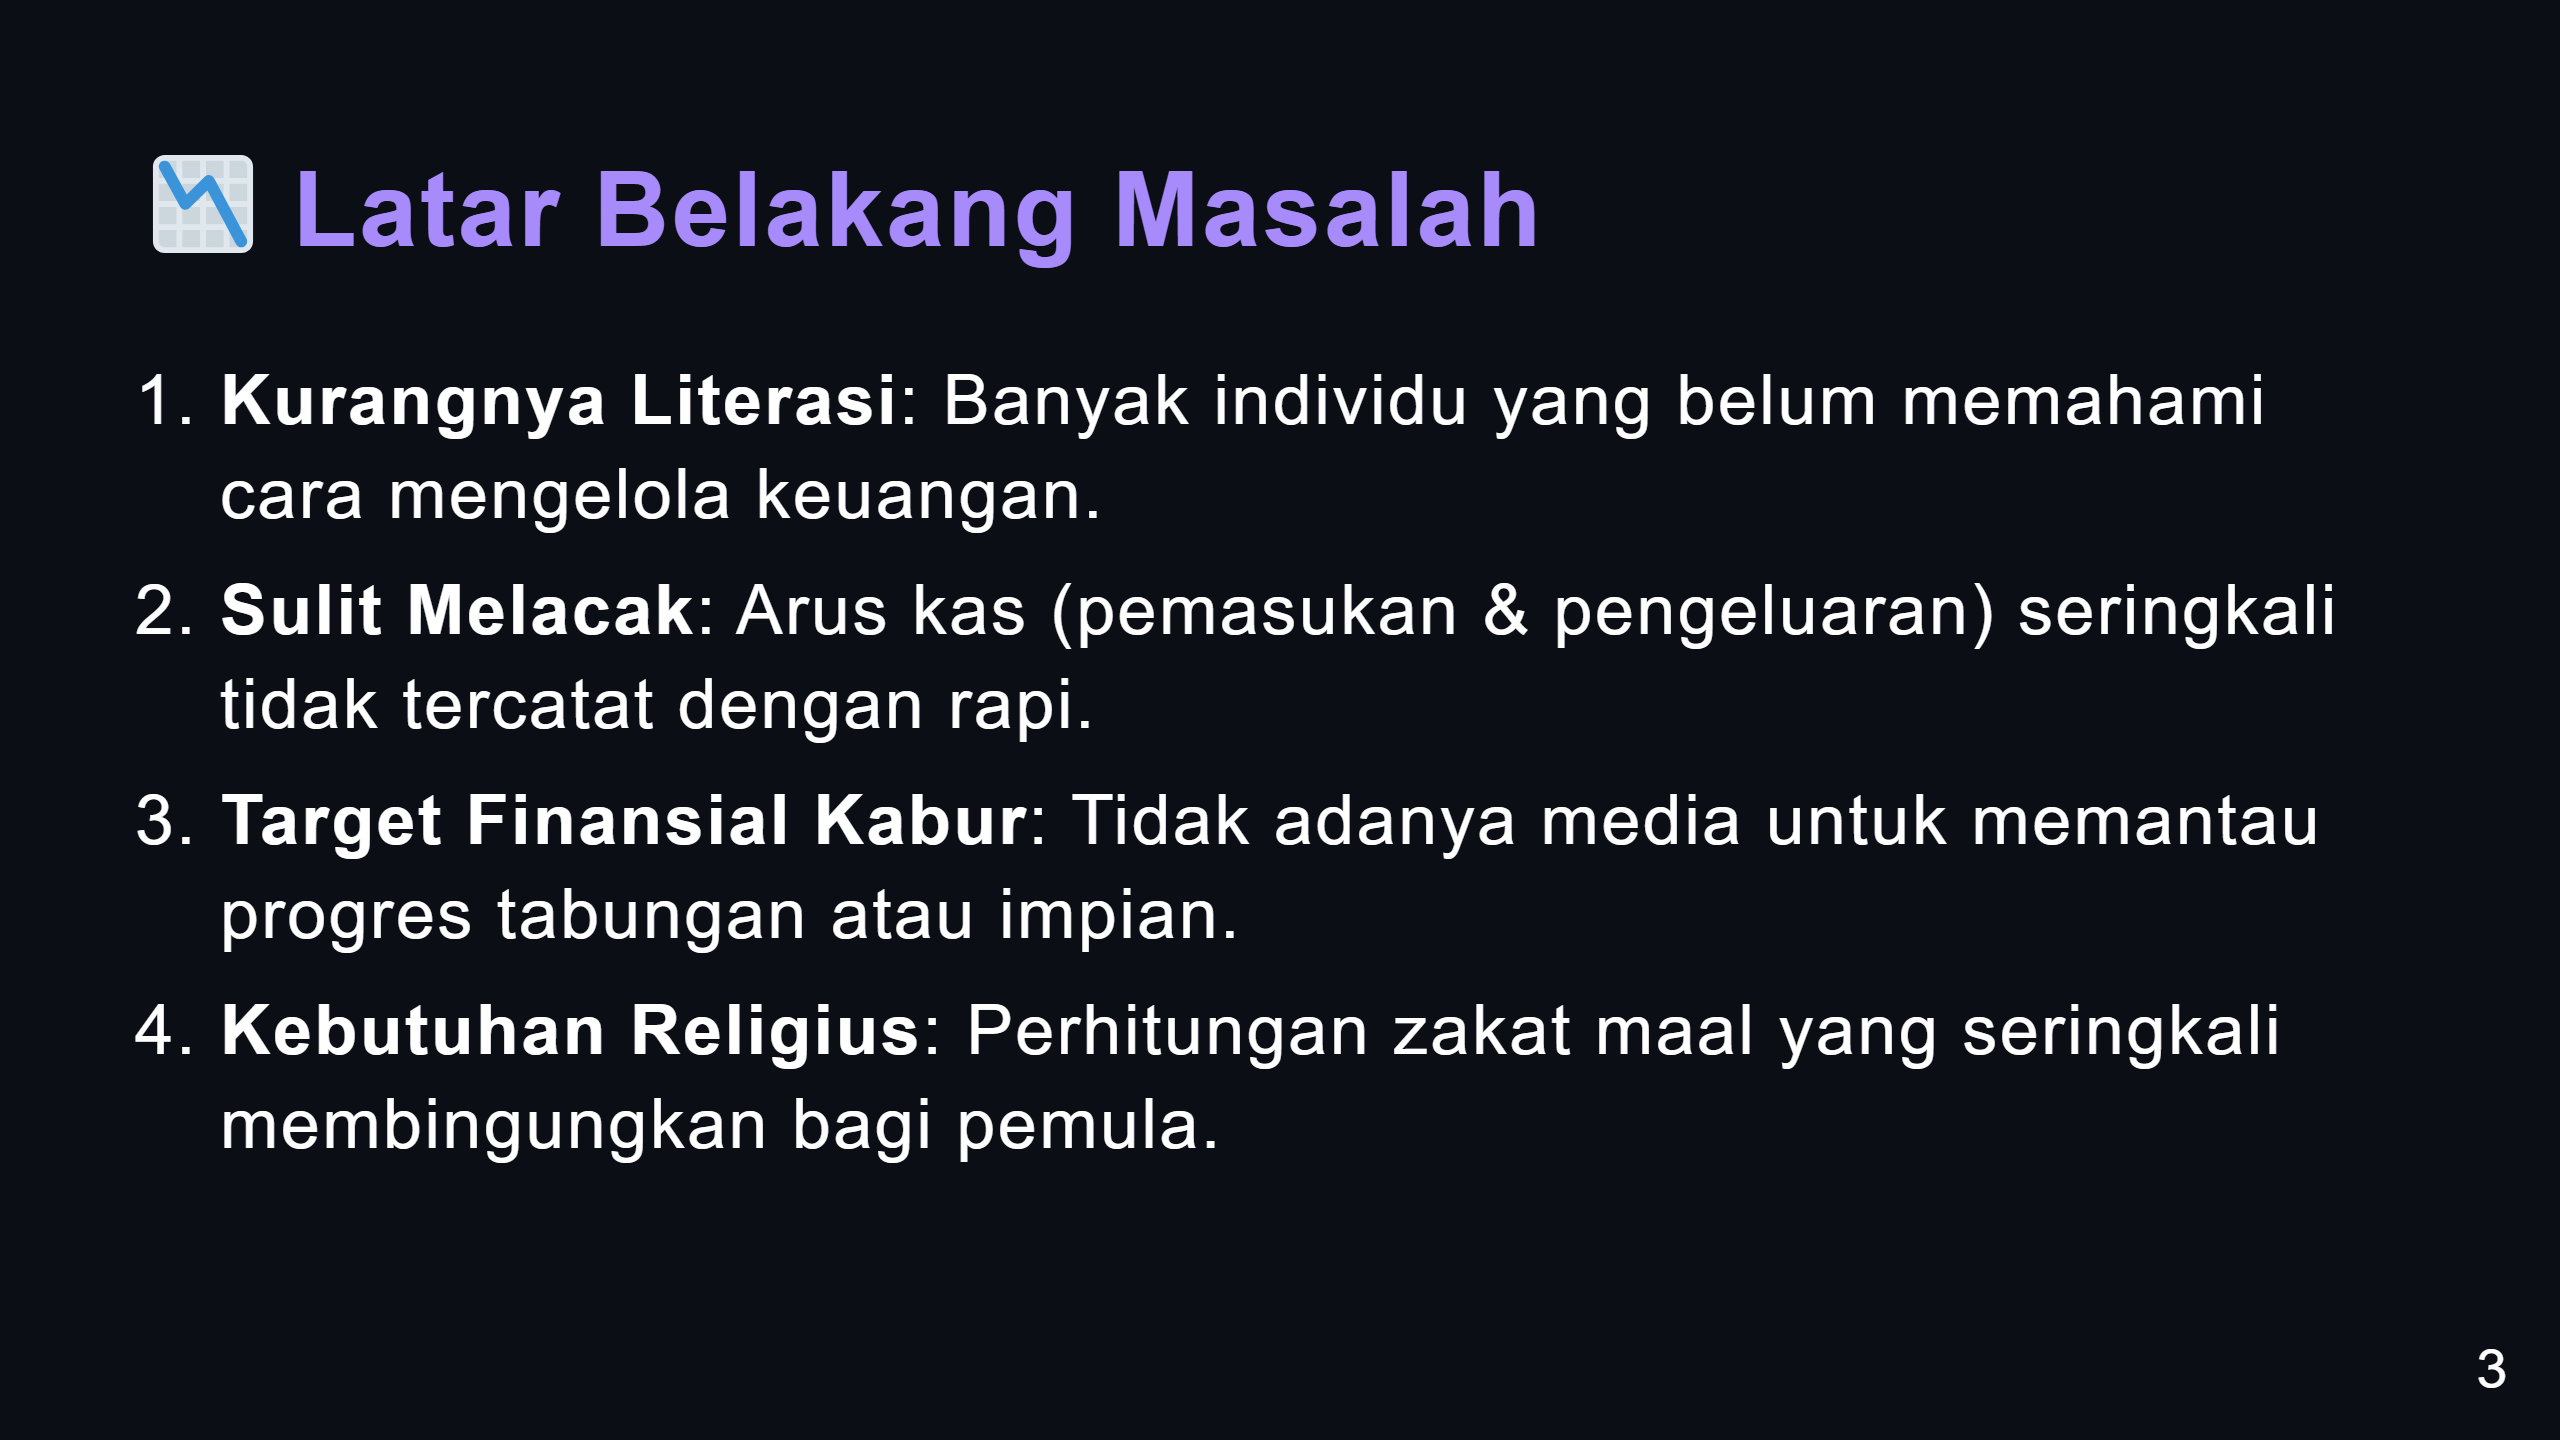 Latar Belakang Masalah
1. Kurangnya Literasi: Banyak individu yang belum memahami
cara mengelola keuangan.
2. Sulit Melacak: Arus kas (pemasukan & pengeluaran) seringkali
tidak tercatat dengan rapi.
3. Target Finansial Kabur: Tidak adanya media untuk memantau
progres tabungan atau impian.
4. Kebutuhan Religius: Perhitungan zakat maal yang seringkali
membingungkan bagi pemula.
3